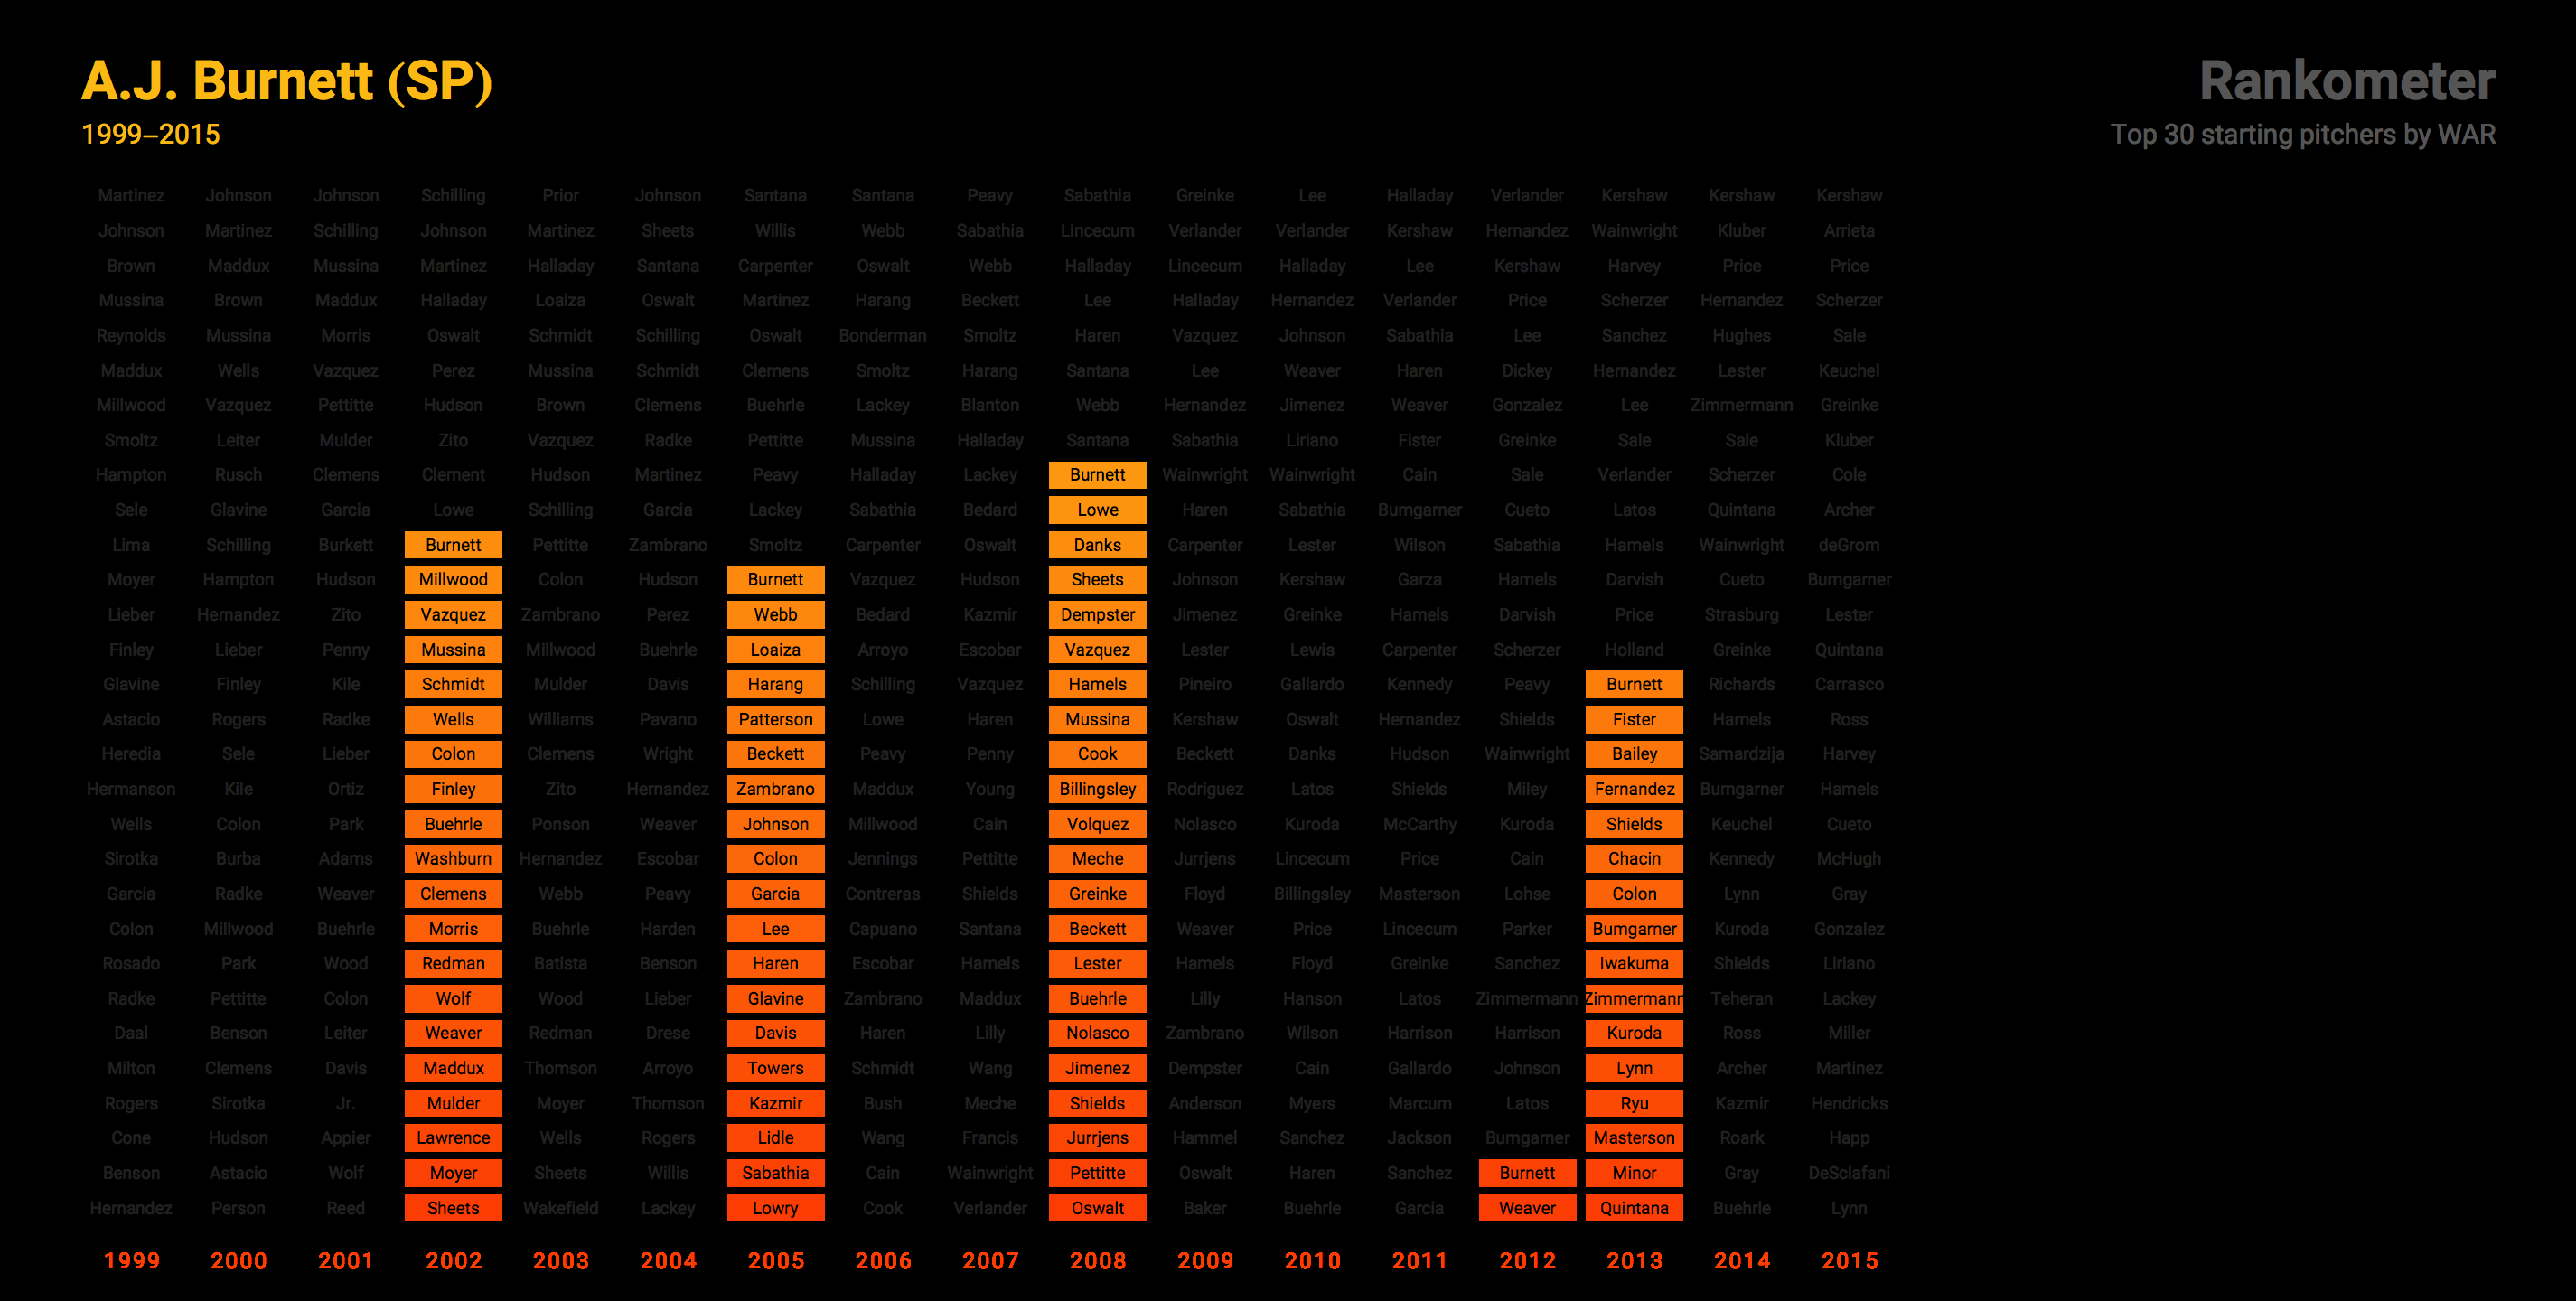 A.J. Burnett (SP)
Rankometer
1999–2015
Top 30 starting pitchers by WAR
Martinez Johnson Johnson Schilling Prior Johnson Santana Santana Peavy Sabathia Greinke Lee Halladay Verlander Kershaw Kershaw Kershaw
Johnson Martinez Schilling Johnson Martinez Sheets Willis Webb Sabathia Lincecum Verlander Verlander Kershaw Hernandez Wainwright Kluber Arrieta
Brown Maddux Mussina Martinez Halladay Santana Carpenter Oswalt Webb Halladay Lincecum Halladay Lee Kershaw Harvey Price Price
Mussina Brown Maddux Halladay Loaiza Oswalt Martinez Harang Beckett Lee Halladay Hernandez Verlander Price Scherzer Hernandez Scherzer
Reynolds Mussina Morris Oswalt Schmidt Schilling Oswalt Bonderman Smoltz Haren Vazquez Johnson Sabathia Lee Sanchez Hughes Sale
Maddux Wells Vazquez Perez Mussina Schmidt Clemens Smoltz Harang Santana Lee Weaver Haren Dickey Hernandez Lester Keuchel
Millwood Vazquez Pettitte Hudson Brown Clemens Buehrle Lackey Blanton Webb Hernandez Jimenez Weaver Gonzalez Lee Zimmermann Greinke
Smoltz Leiter Mulder Zito Vazquez Radke Pettitte Mussina Halladay Santana Sabathia Liriano Fister Greinke Sale Sale Kluber
Hampton Rusch Clemens Clement Hudson Martinez Peavy Halladay Lackey Burnett Wainwright Wainwright Cain Sale Verlander Scherzer Cole
Sele Glavine Garcia Lowe Schilling Garcia Lackey Sabathia Bedard Lowe Haren Sabathia Bumgarner Cueto Latos Quintana Archer
Lima Schilling Burkett Burnett Pettitte Zambrano Smoltz Carpenter Oswalt Danks Carpenter Lester Wilson Sabathia Hamels Wainwright deGrom
Moyer Hampton Hudson Millwood Colon Hudson Burnett Vazquez Hudson Sheets Johnson Kershaw Garza Hamels Darvish Cueto Bumgarner
Lieber Hernandez Zito Vazquez Zambrano Perez Webb Bedard Kazmir Dempster Jimenez Greinke Hamels Darvish Price Strasburg Lester
Finley Lieber Penny Mussina Millwood Buehrle Loaiza Arroyo Escobar Vazquez Lester Lewis Carpenter Scherzer Holland Greinke Quintana
Glavine Finley Kile Schmidt Mulder Davis Harang Schilling Vazquez Hamels Pineiro Gallardo Kennedy Peavy Burnett Richards Carrasco
Astacio Rogers Radke Wells Williams Pavano Patterson Lowe Haren Mussina Kershaw Oswalt Hernandez Shields Fister Hamels Ross
Heredia Sele Lieber Colon Clemens Wright Beckett Peavy Penny Cook Beckett Danks Hudson Wainwright Bailey Samardzija Harvey
Hermanson Kile Ortiz Finley Zito Hernandez Zambrano Maddux Young Billingsley Rodriguez Latos Shields Miley Fernandez Bumgarner Hamels
Wells Colon Park Buehrle Ponson Weaver Johnson Millwood Cain Volquez Nolasco Kuroda McCarthy Kuroda Shields Keuchel Cueto
Sirotka Burba Adams Washburn Hernandez Escobar Colon Jennings Pettitte Meche Jurrjens Lincecum Price Cain Chacin Kennedy McHugh
Garcia Radke Weaver Clemens Webb Peavy Garcia Contreras Shields Greinke Floyd Billingsley Masterson Lohse Colon Lynn Gray
Colon Millwood Buehrle Morris Buehrle Harden Lee Capuano Santana Beckett Weaver Price Lincecum Parker Bumgarner Kuroda Gonzalez
Rosado Park Wood Redman Batista Benson Haren Escobar Hamels Lester Hamels Floyd Greinke Sanchez Iwakuma Shields Liriano
Radke Pettitte Colon Wolf Wood Lieber Glavine Zambrano Maddux Buehrle Lilly Hanson Latos Zimmermann Zimmermann Teheran Lackey
Daal Benson Leiter Weaver Redman Drese Davis Haren Lilly Nolasco Zambrano Wilson Harrison Harrison Kuroda Ross Miller
Milton Clemens Davis Maddux Thomson Arroyo Towers Schmidt Wang Jimenez Dempster Cain Gallardo Johnson Lynn Archer Martinez
Rogers Sirotka Jr. Mulder Moyer Thomson Kazmir Bush Meche Shields Anderson Myers Marcum Latos Ryu Kazmir Hendricks
Cone Hudson Appier Lawrence Wells Rogers Lidle Wang Francis Jurrjens Hammel Sanchez Jackson Bumgarner Masterson Roark Happ
Benson Astacio Wolf Moyer Sheets Willis Sabathia Cain Wainwright Pettitte Oswalt Haren Sanchez Burnett Minor Gray DeSclafani
Hernandez Person Reed Sheets Wakefield Lackey Lowry Cook Verlander Oswalt Baker Buehrle Garcia Weaver Quintana Buehrle Lynn
1999 2000 2001 2002 2003 2004 2005 2006 2007 2008 2009 2010 2011 2012 2013 2014 2015